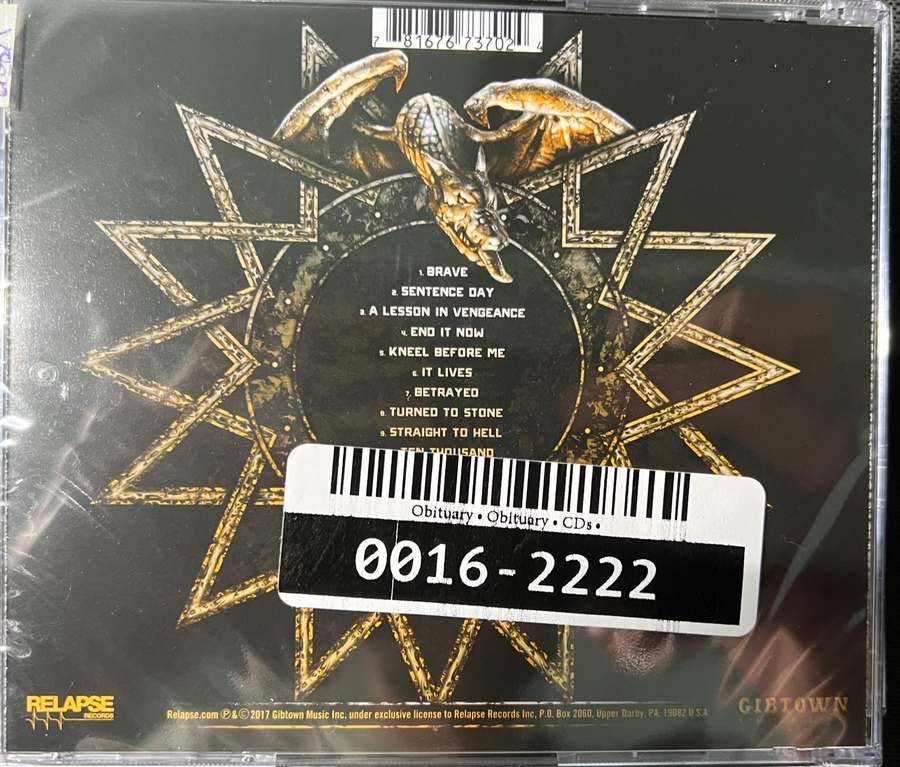 7 81676 73702 4
1. BRAVE
2. SENTENCE DAY
3. A LESSON IN VENGEANCE
4. END IT NOW
5. KNEEL BEFORE ME
6. IT LIVES
7. BETRAYED
8. TURNED TO STONE
9. STRAIGHT TO HELL
TEN THOUSAND
Obituary • Obituary • CDs •
0016-2222
RELAPSE
RECORDS
Relapse.com ℗ & © 2017 Gibtown Music Inc. under exclusive license to Relapse Records Inc, P.O. Box 2060, Upper Darby, PA, 19082 U.S.A.
GIBTOWN